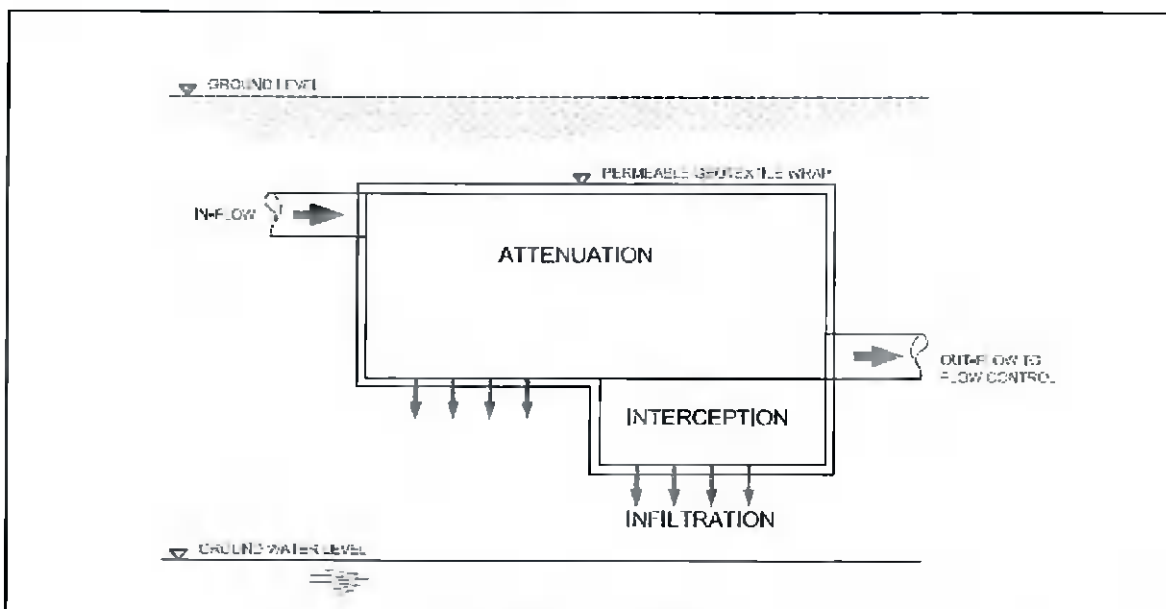 GROUND LEVEL
PERMEABLE GEOTEXTILE WRAP
IN-FLOW
ATTENUATION
OUT-FLOW TO
FLOW CONTROL
INTERCEPTION
INFILTRATION
GROUND WATER LEVEL